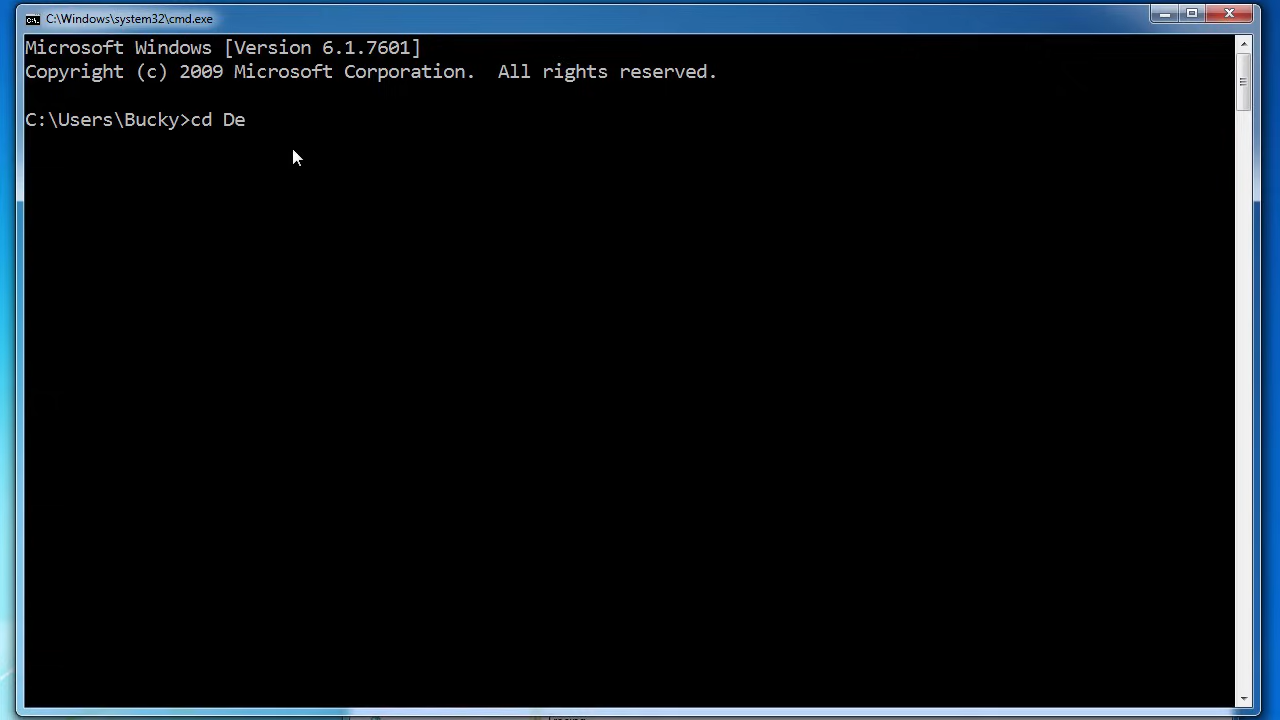 C:\Windows\system32\cmd.exe
Microsoft Windows [Version 6.1.7601]
Copyright (c) 2009 Microsoft Corporation.  All rights reserved.
C:\Users\Bucky>cd De